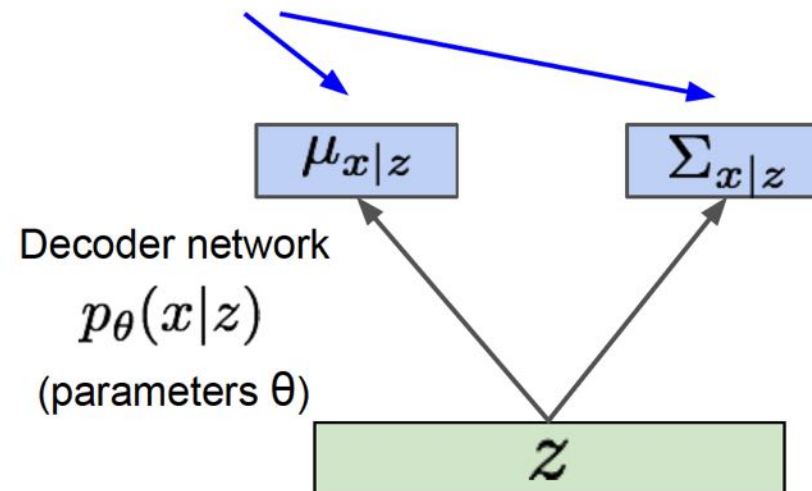 μx|z
Σx|z
Decoder network
pθ(x|z)
(parameters θ)
z